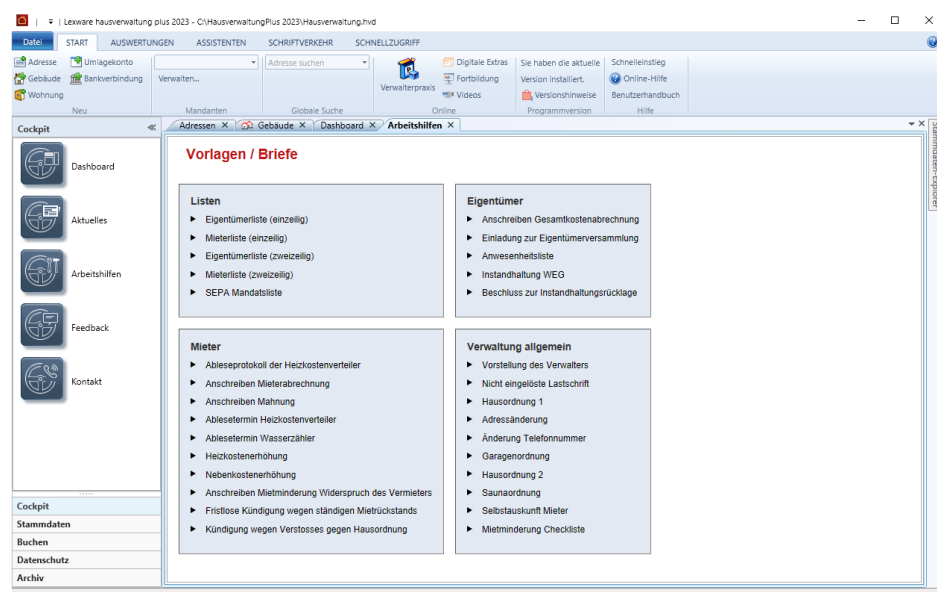 Lexware hausverwaltung plus 2023 - C:\HausverwaltungPlus 2023\Hausverwaltung.hvd
Datei START AUSWERTUNGEN ASSISTENTEN SCHRIFTVERKEHR SCHNELLZUGRIFF
Adresse Umlagekonto
Gebäude Bankverbindung
Wohnung
Neu
Verwalten...
Mandanten
Adresse suchen
Globale Suche
Verwalterpraxis
Digitale Extras
Fortbildung
Videos
Online
Sie haben die aktuelle
Version installiert.
Versionshinweise
Programmversion
Schnelleinstieg
Online-Hilfe
Benutzerhandbuch
Hilfe
Cockpit
Adressen Gebäude Dashboard Arbeitshilfen
Stammdaten-Explorer
Dashboard
Aktuelles
Arbeitshilfen
Feedback
Kontakt
Cockpit
Stammdaten
Buchen
Datenschutz
Archiv
Vorlagen / Briefe
Listen
Eigentümerliste (einzeilig)
Mieterliste (einzeilig)
Eigentümerliste (zweizeilig)
Mieterliste (zweizeilig)
SEPA Mandatsliste
Eigentümer
Anschreiben Gesamtkostenabrechnung
Einladung zur Eigentümerversammlung
Anwesenheitsliste
Instandhaltung WEG
Beschluss zur Instandhaltungsrücklage
Mieter
Ableseprotokoll der Heizkostenverteiler
Anschreiben Mieterabrechnung
Anschreiben Mahnung
Ablesetermin Heizkostenverteiler
Ablesetermin Wasserzähler
Heizkostenerhöhung
Nebenkostenerhöhung
Anschreiben Mietminderung Widerspruch des Vermieters
Fristlose Kündigung wegen ständigen Mietrückstands
Kündigung wegen Verstosses gegen Hausordnung
Verwaltung allgemein
Vorstellung des Verwalters
Nicht eingelöste Lastschrift
Hausordnung 1
Adressänderung
Änderung Telefonnummer
Garagenordnung
Hausordnung 2
Saunaordnung
Selbstauskunft Mieter
Mietminderung Checkliste